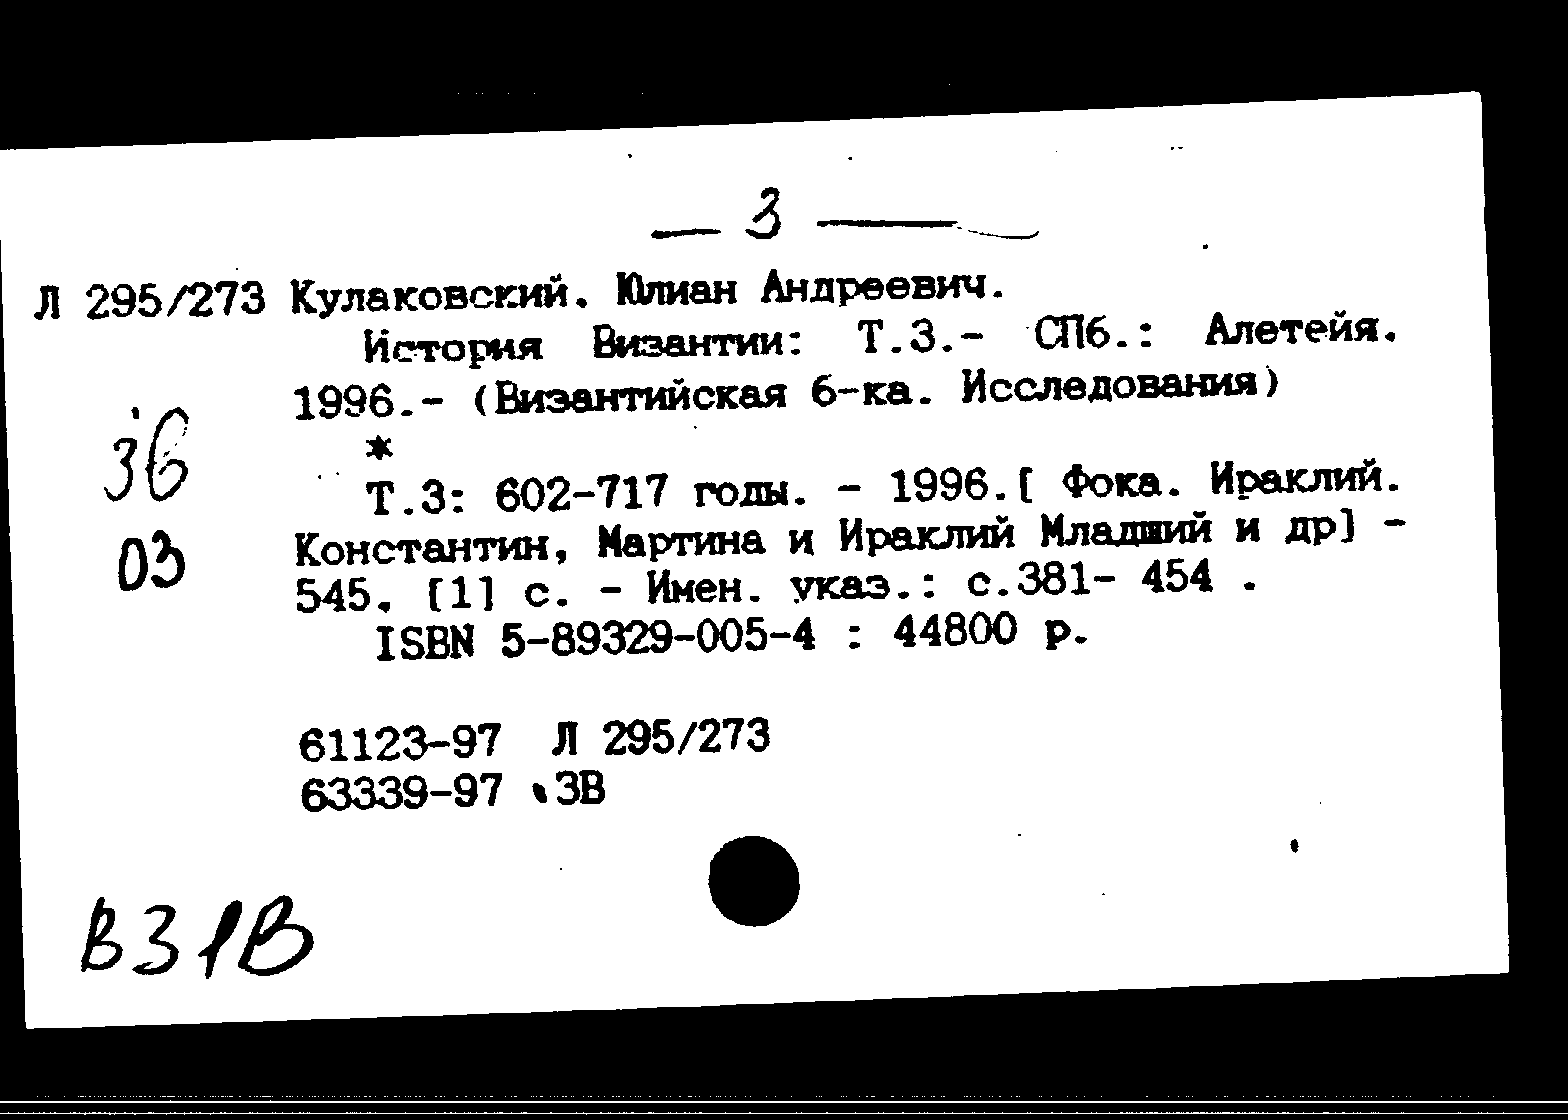 — 3 —
Л 295/273 Кулаковский. Юлиан Андреевич.
История Византии: Т.3.- СПб.: Алетейя.
1996.- (Византийская б-ка. Исследования)
*
Т.3: 602-717 годы. - 1996.[ Фока. Ираклий.
Константин, Мартина и Ираклий Младший и др] -
545. [1] с. - Имен. указ.: с.381- 454 .
ISBN 5-89329-005-4 : 44800 р.
зв
03
61123-97 Л 295/273
63339-97 ЗВ
В31В